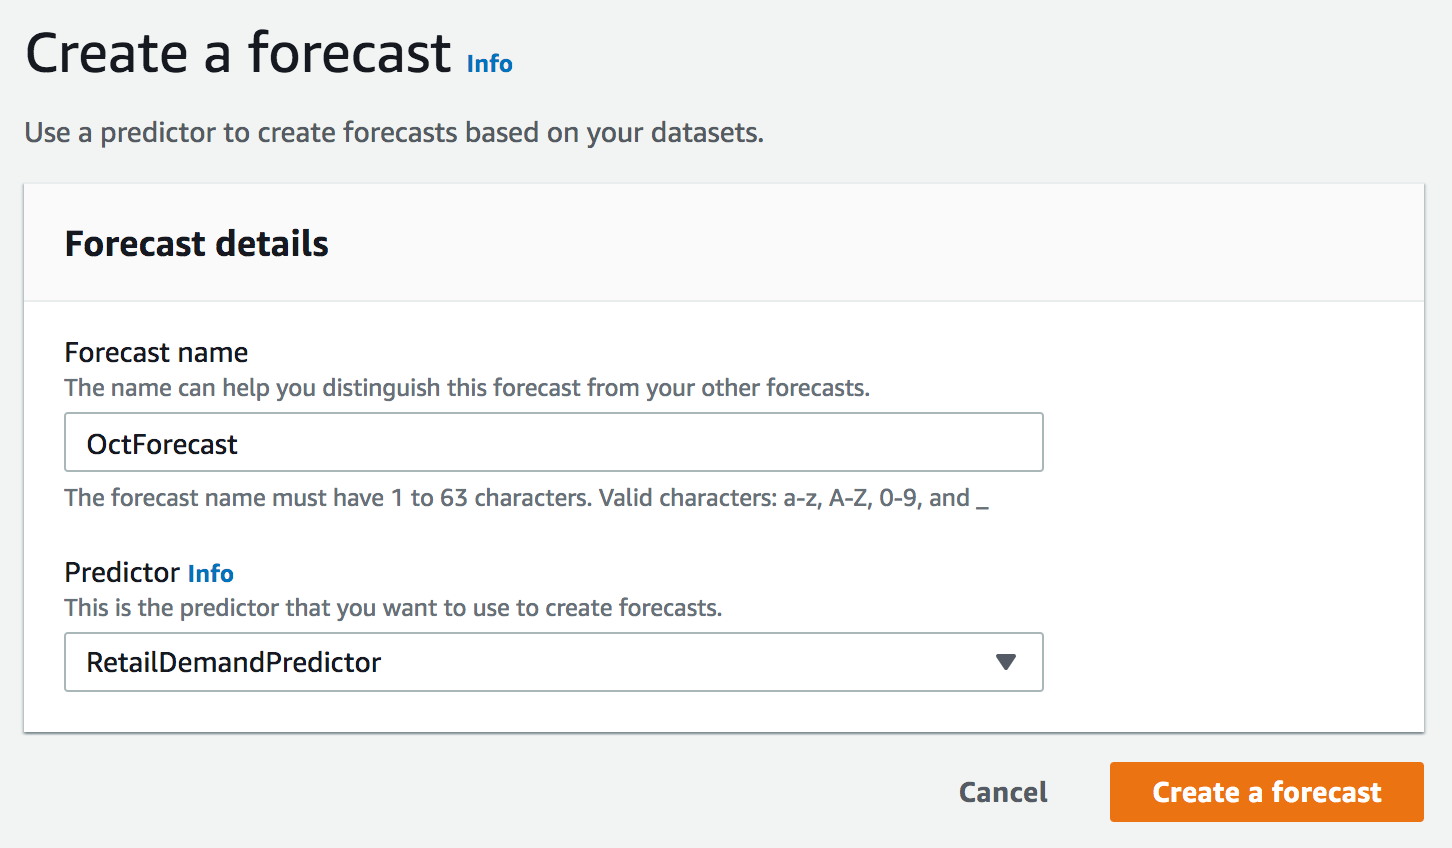 Create a forecast Info
Use a predictor to create forecasts based on your datasets.
Forecast details
Forecast name
The name can help you distinguish this forecast from your other forecasts.
OctForecast
The forecast name must have 1 to 63 characters. Valid characters: a-z, A-Z, 0-9, and _
Predictor Info
This is the predictor that you want to use to create forecasts.
RetailDemandPredictor
Cancel Create a forecast